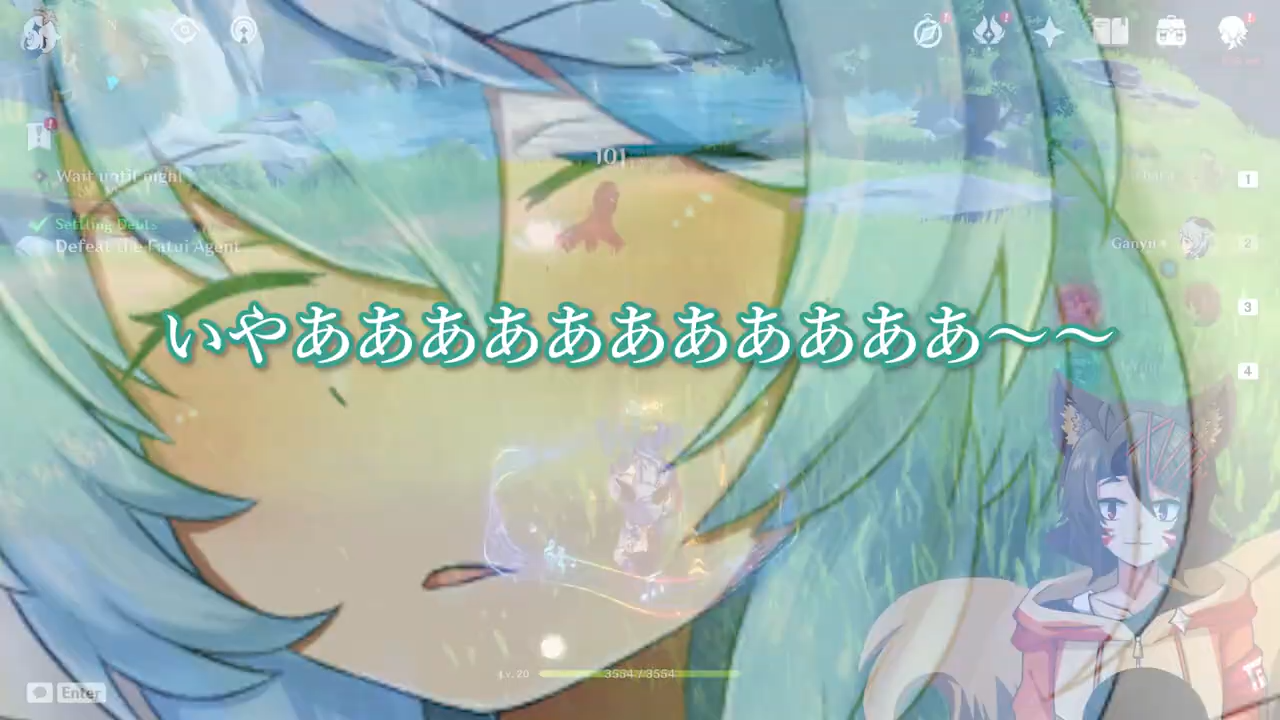 101
Wait until night
Settling Debts
Defeat the Fatui Agent
1
Ganyu
2
いやあああああああああああ～～
3
4
Lv. 20
3554 / 3554
Enter